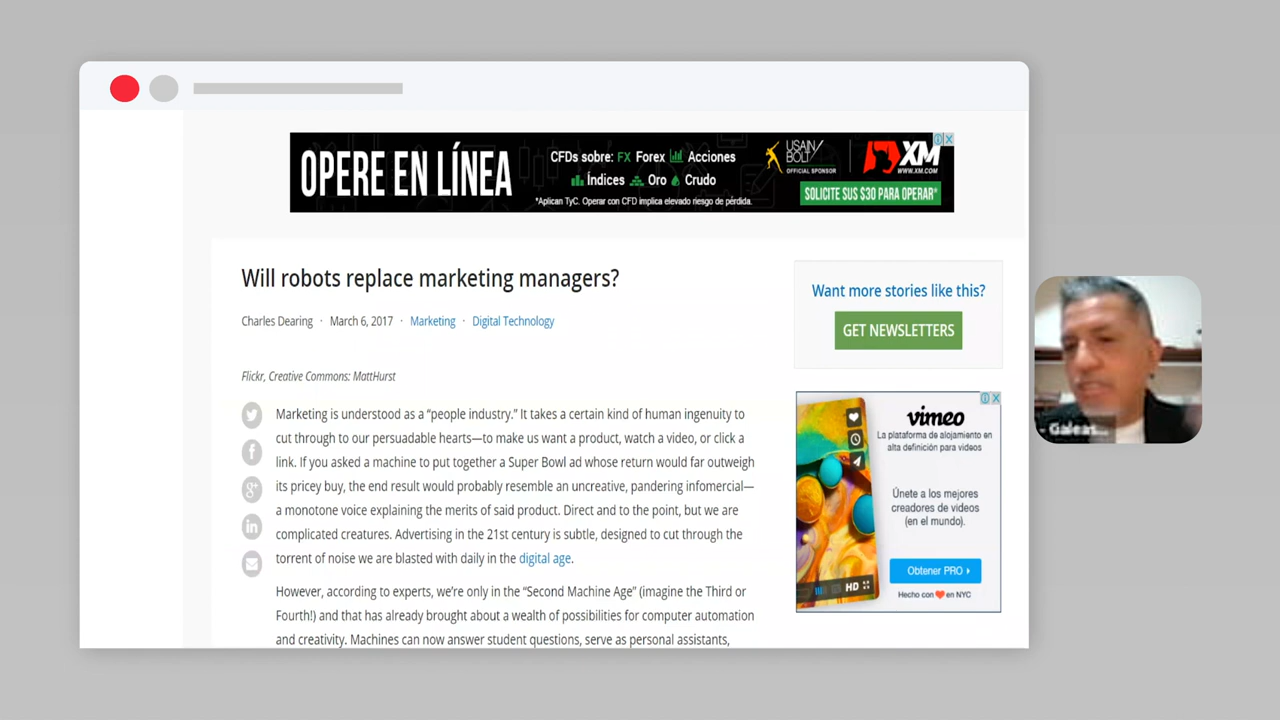 OPERE EN LÍNEA
CFDs sobre: FX Forex Acciones
Índices Oro Crudo
*Aplican TyC. Operar con CFD implica elevado riesgo de pérdida.
USAIN
BOLT
OFFICIAL SPONSOR
XM
WWW.XM.COM
SOLICITE SUS $30 PARA OPERAR*
Will robots replace marketing managers?
Charles Dearing · March 6, 2017 · Marketing · Digital Technology
Flickr, Creative Commons: MattHurst
Marketing is understood as a “people industry.” It takes a certain kind of human ingenuity to
cut through to our persuadable hearts—to make us want a product, watch a video, or click a
link. If you asked a machine to put together a Super Bowl ad whose return would far outweigh
its pricey buy, the end result would probably resemble an uncreative, pandering infomercial—
a monotone voice explaining the merits of said product. Direct and to the point, but we are
complicated creatures. Advertising in the 21st century is subtle, designed to cut through the
torrent of noise we are blasted with daily in the digital age.
However, according to experts, we’re only in the “Second Machine Age” (imagine the Third or
Fourth!) and that has already brought about a wealth of possibilities for computer automation
and creativity. Machines can now answer student questions, serve as personal assistants,
Want more stories like this?
GET NEWSLETTERS
vimeo
La plataforma de alojamiento en
alta definición para videos
Únete a los mejores
creadores de videos
(en el mundo).
Obtener PRO
HD
Hecho con ❤ en NYC